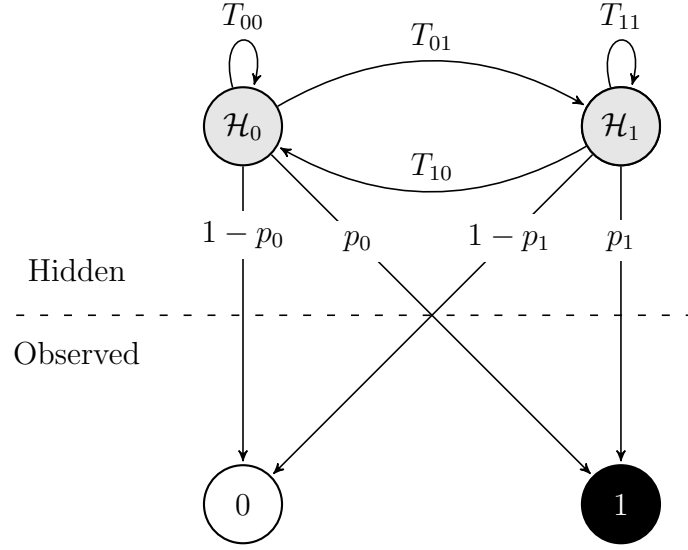 T₀₀ T₁₁
T₀₁
ℋ₀ ℋ₁
T₁₀
1 − p₀ p₀ 1 − p₁ p₁
Hidden
Observed
0 1